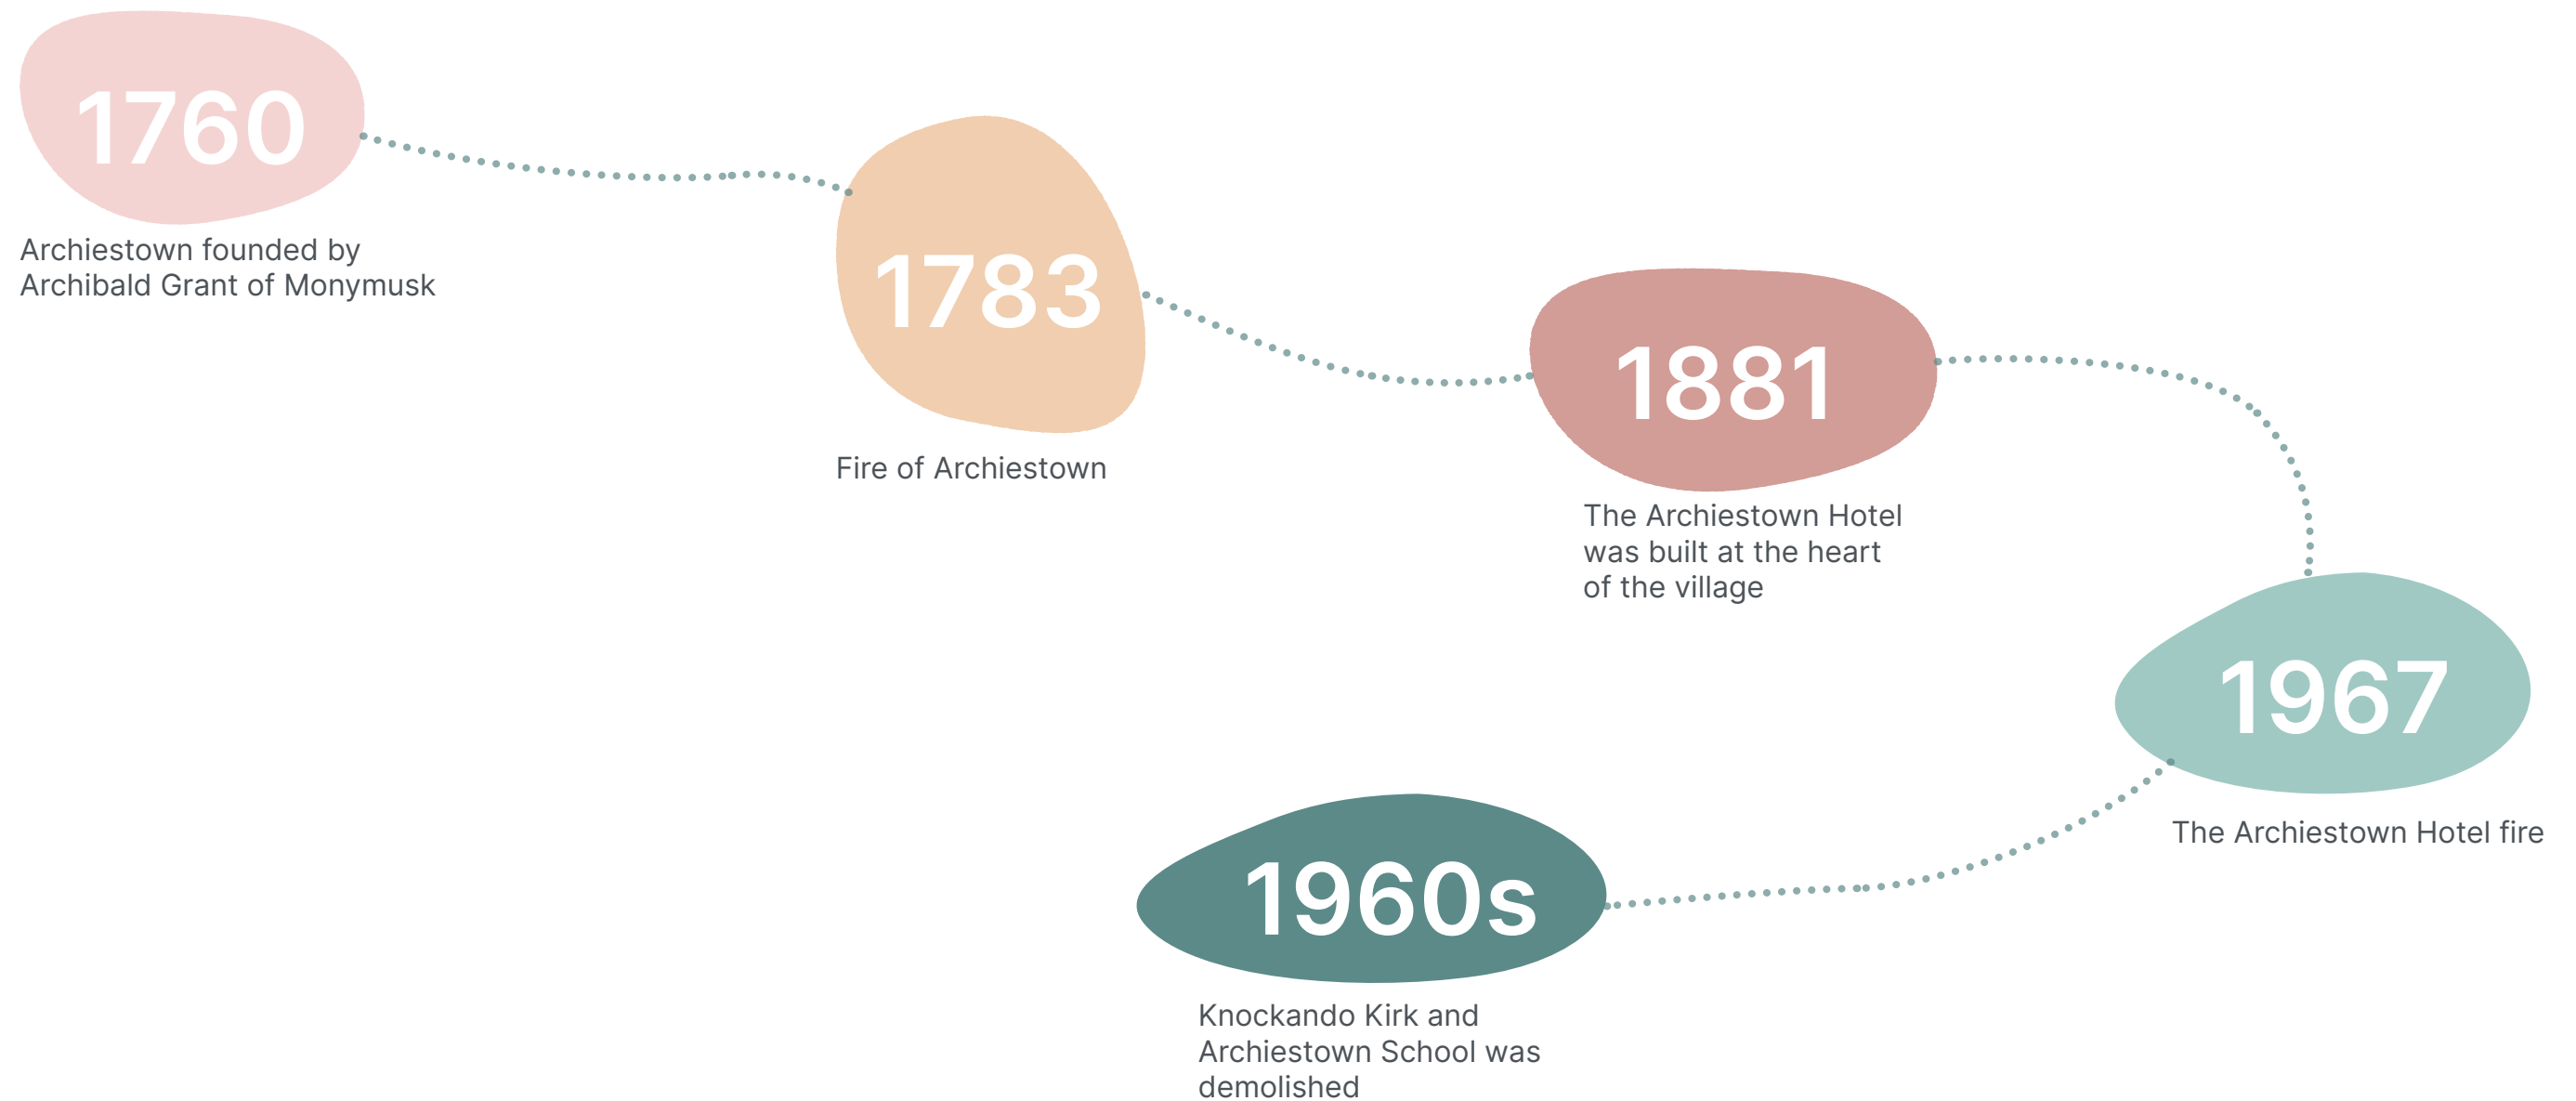 1760
Archiestown founded by
Archibald Grant of Monymusk
1783
Fire of Archiestown
1881
The Archiestown Hotel
was built at the heart
of the village
1967
The Archiestown Hotel fire
1960s
Knockando Kirk and
Archiestown School was
demolished